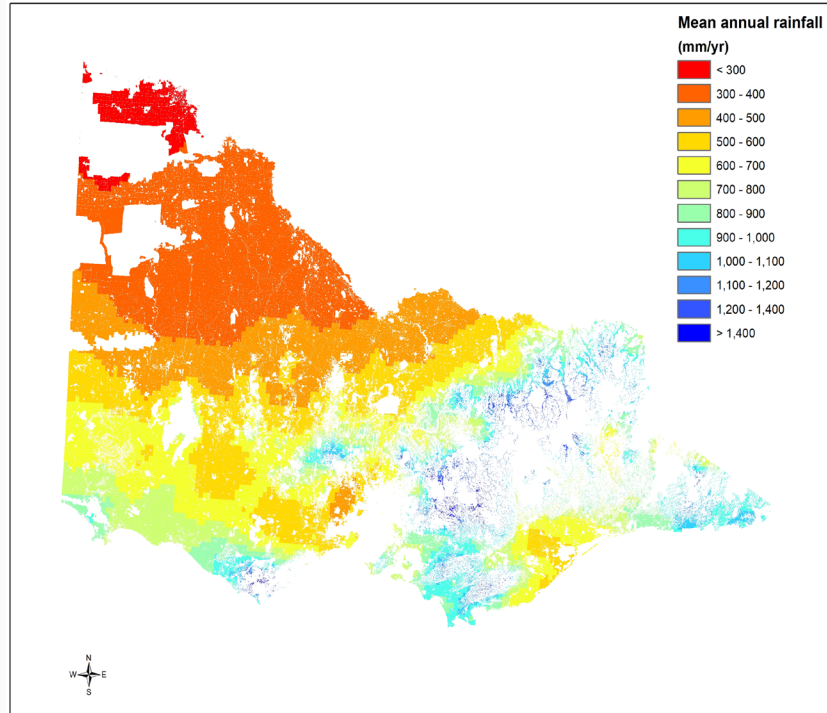 Mean annual rainfall
(mm/yr)
< 300
300 - 400
400 - 500
500 - 600
600 - 700
700 - 800
800 - 900
900 - 1,000
1,000 - 1,100
1,100 - 1,200
1,200 - 1,400
> 1,400
N
W E
S